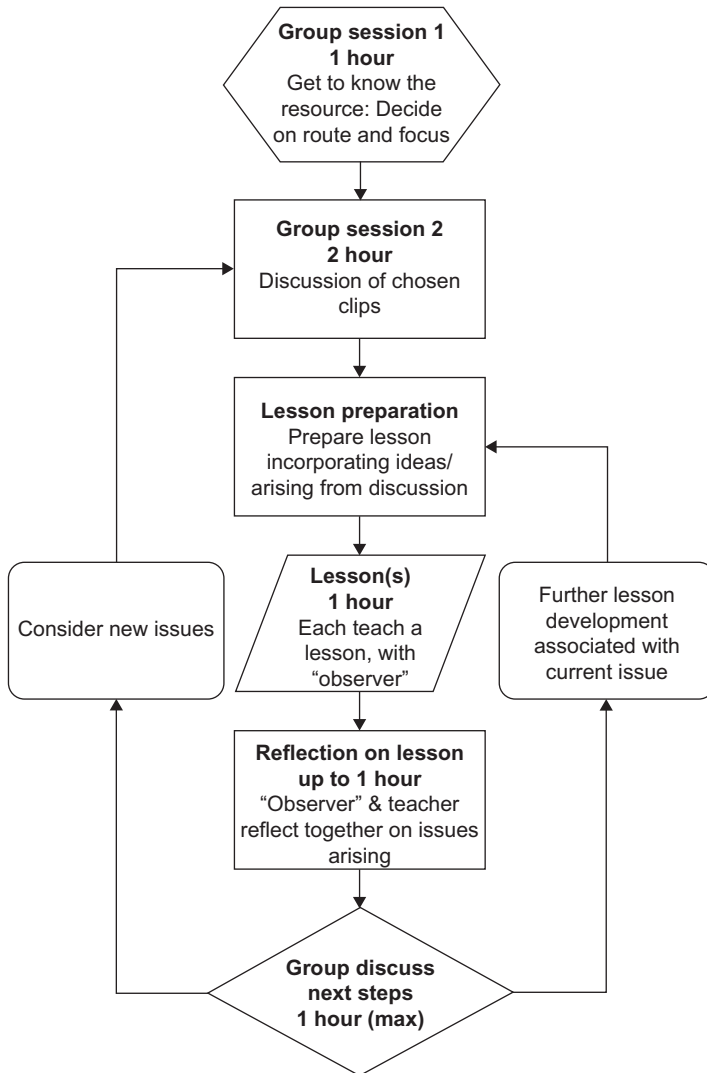 Group session 1
1 hour
Get to know the
resource: Decide
on route and focus
Group session 2
2 hour
Discussion of chosen
clips
Lesson preparation
Prepare lesson
incorporating ideas/
arising from discussion
Lesson(s)
1 hour
Each teach a
lesson, with
“observer”
Consider new issues
Further lesson
development
associated with
current issue
Reflection on lesson
up to 1 hour
“Observer” & teacher
reflect together on issues
arising
Group discuss
next steps
1 hour (max)